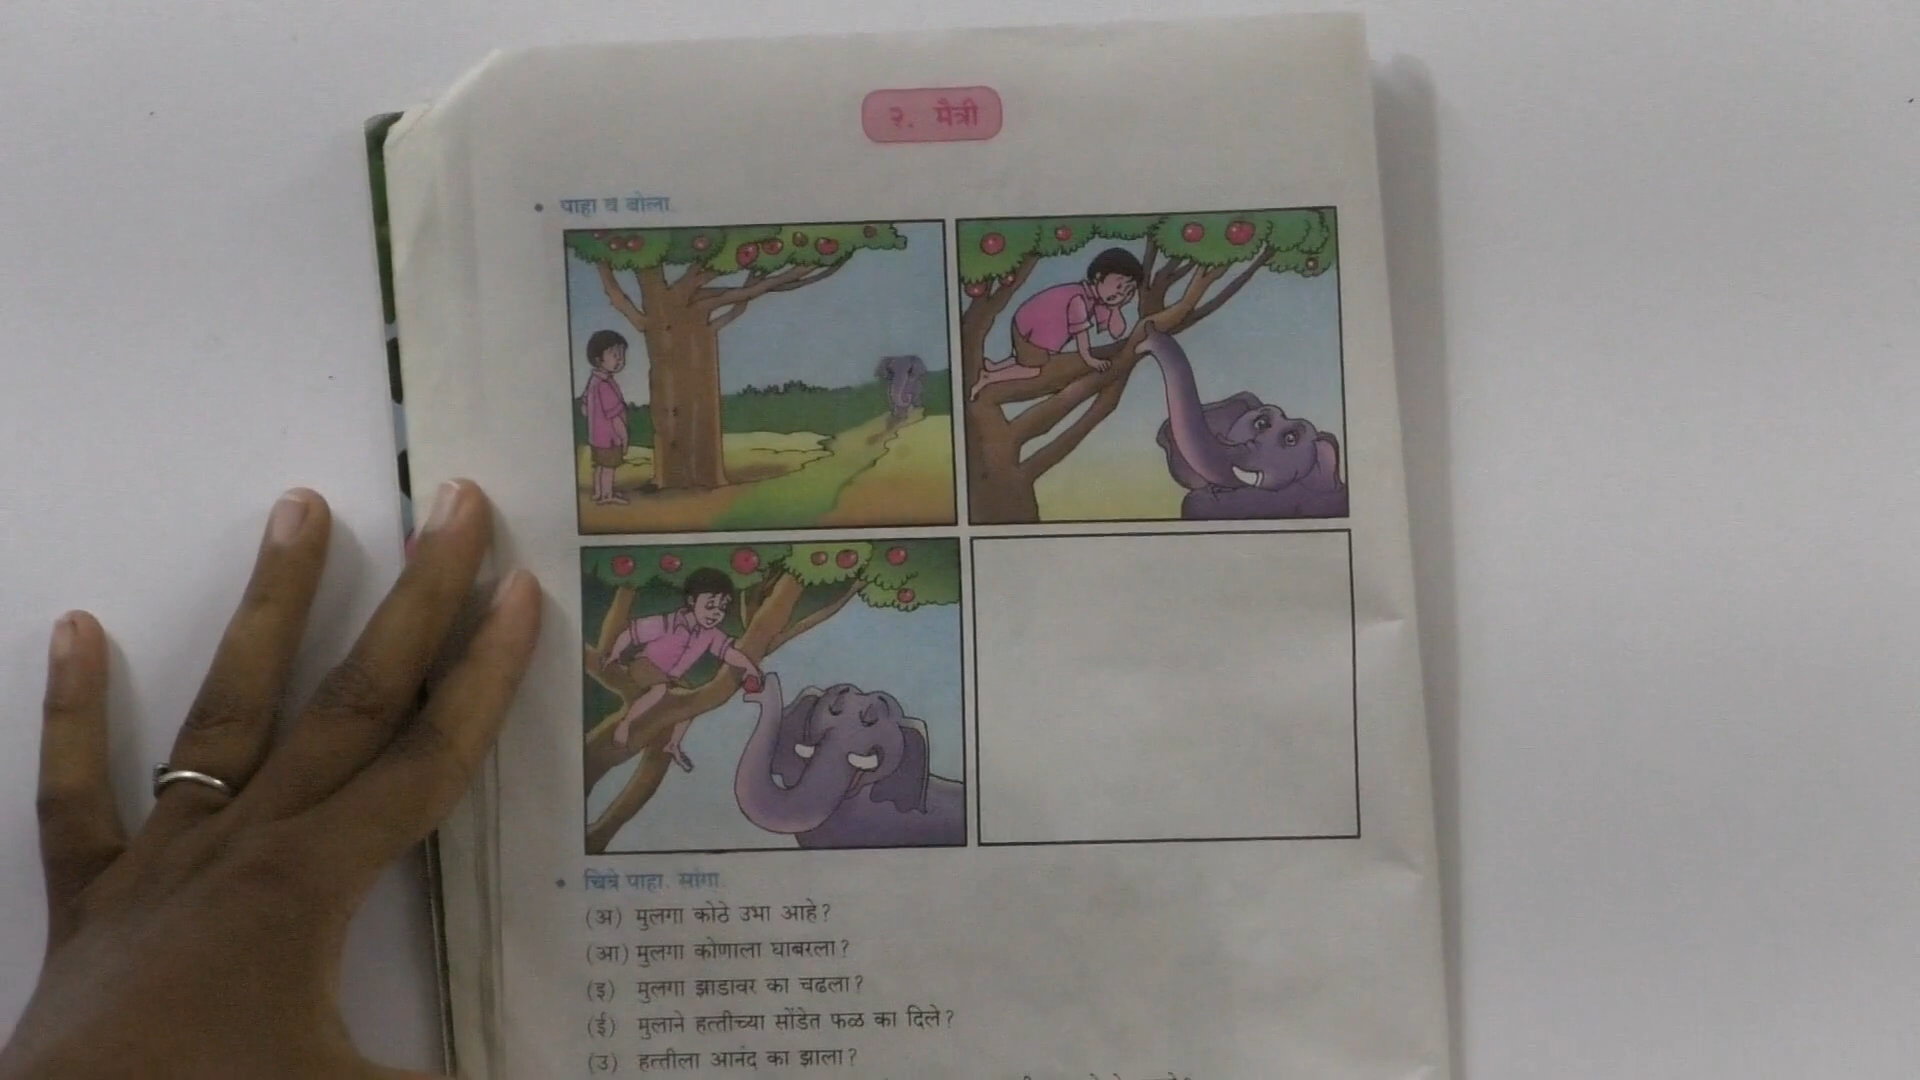 २. मैत्री
• पाहा व बोला.
• चित्रे पाहा. सांगा.
(अ) मुलगा कोठे उभा आहे?
(आ) मुलगा कोणाला घाबरला?
(इ) मुलगा झाडावर का चढला?
(ई) मुलाने हत्तीच्या सोंडेत फळ का दिले?
(उ) हत्तीला आनंद का झाला?